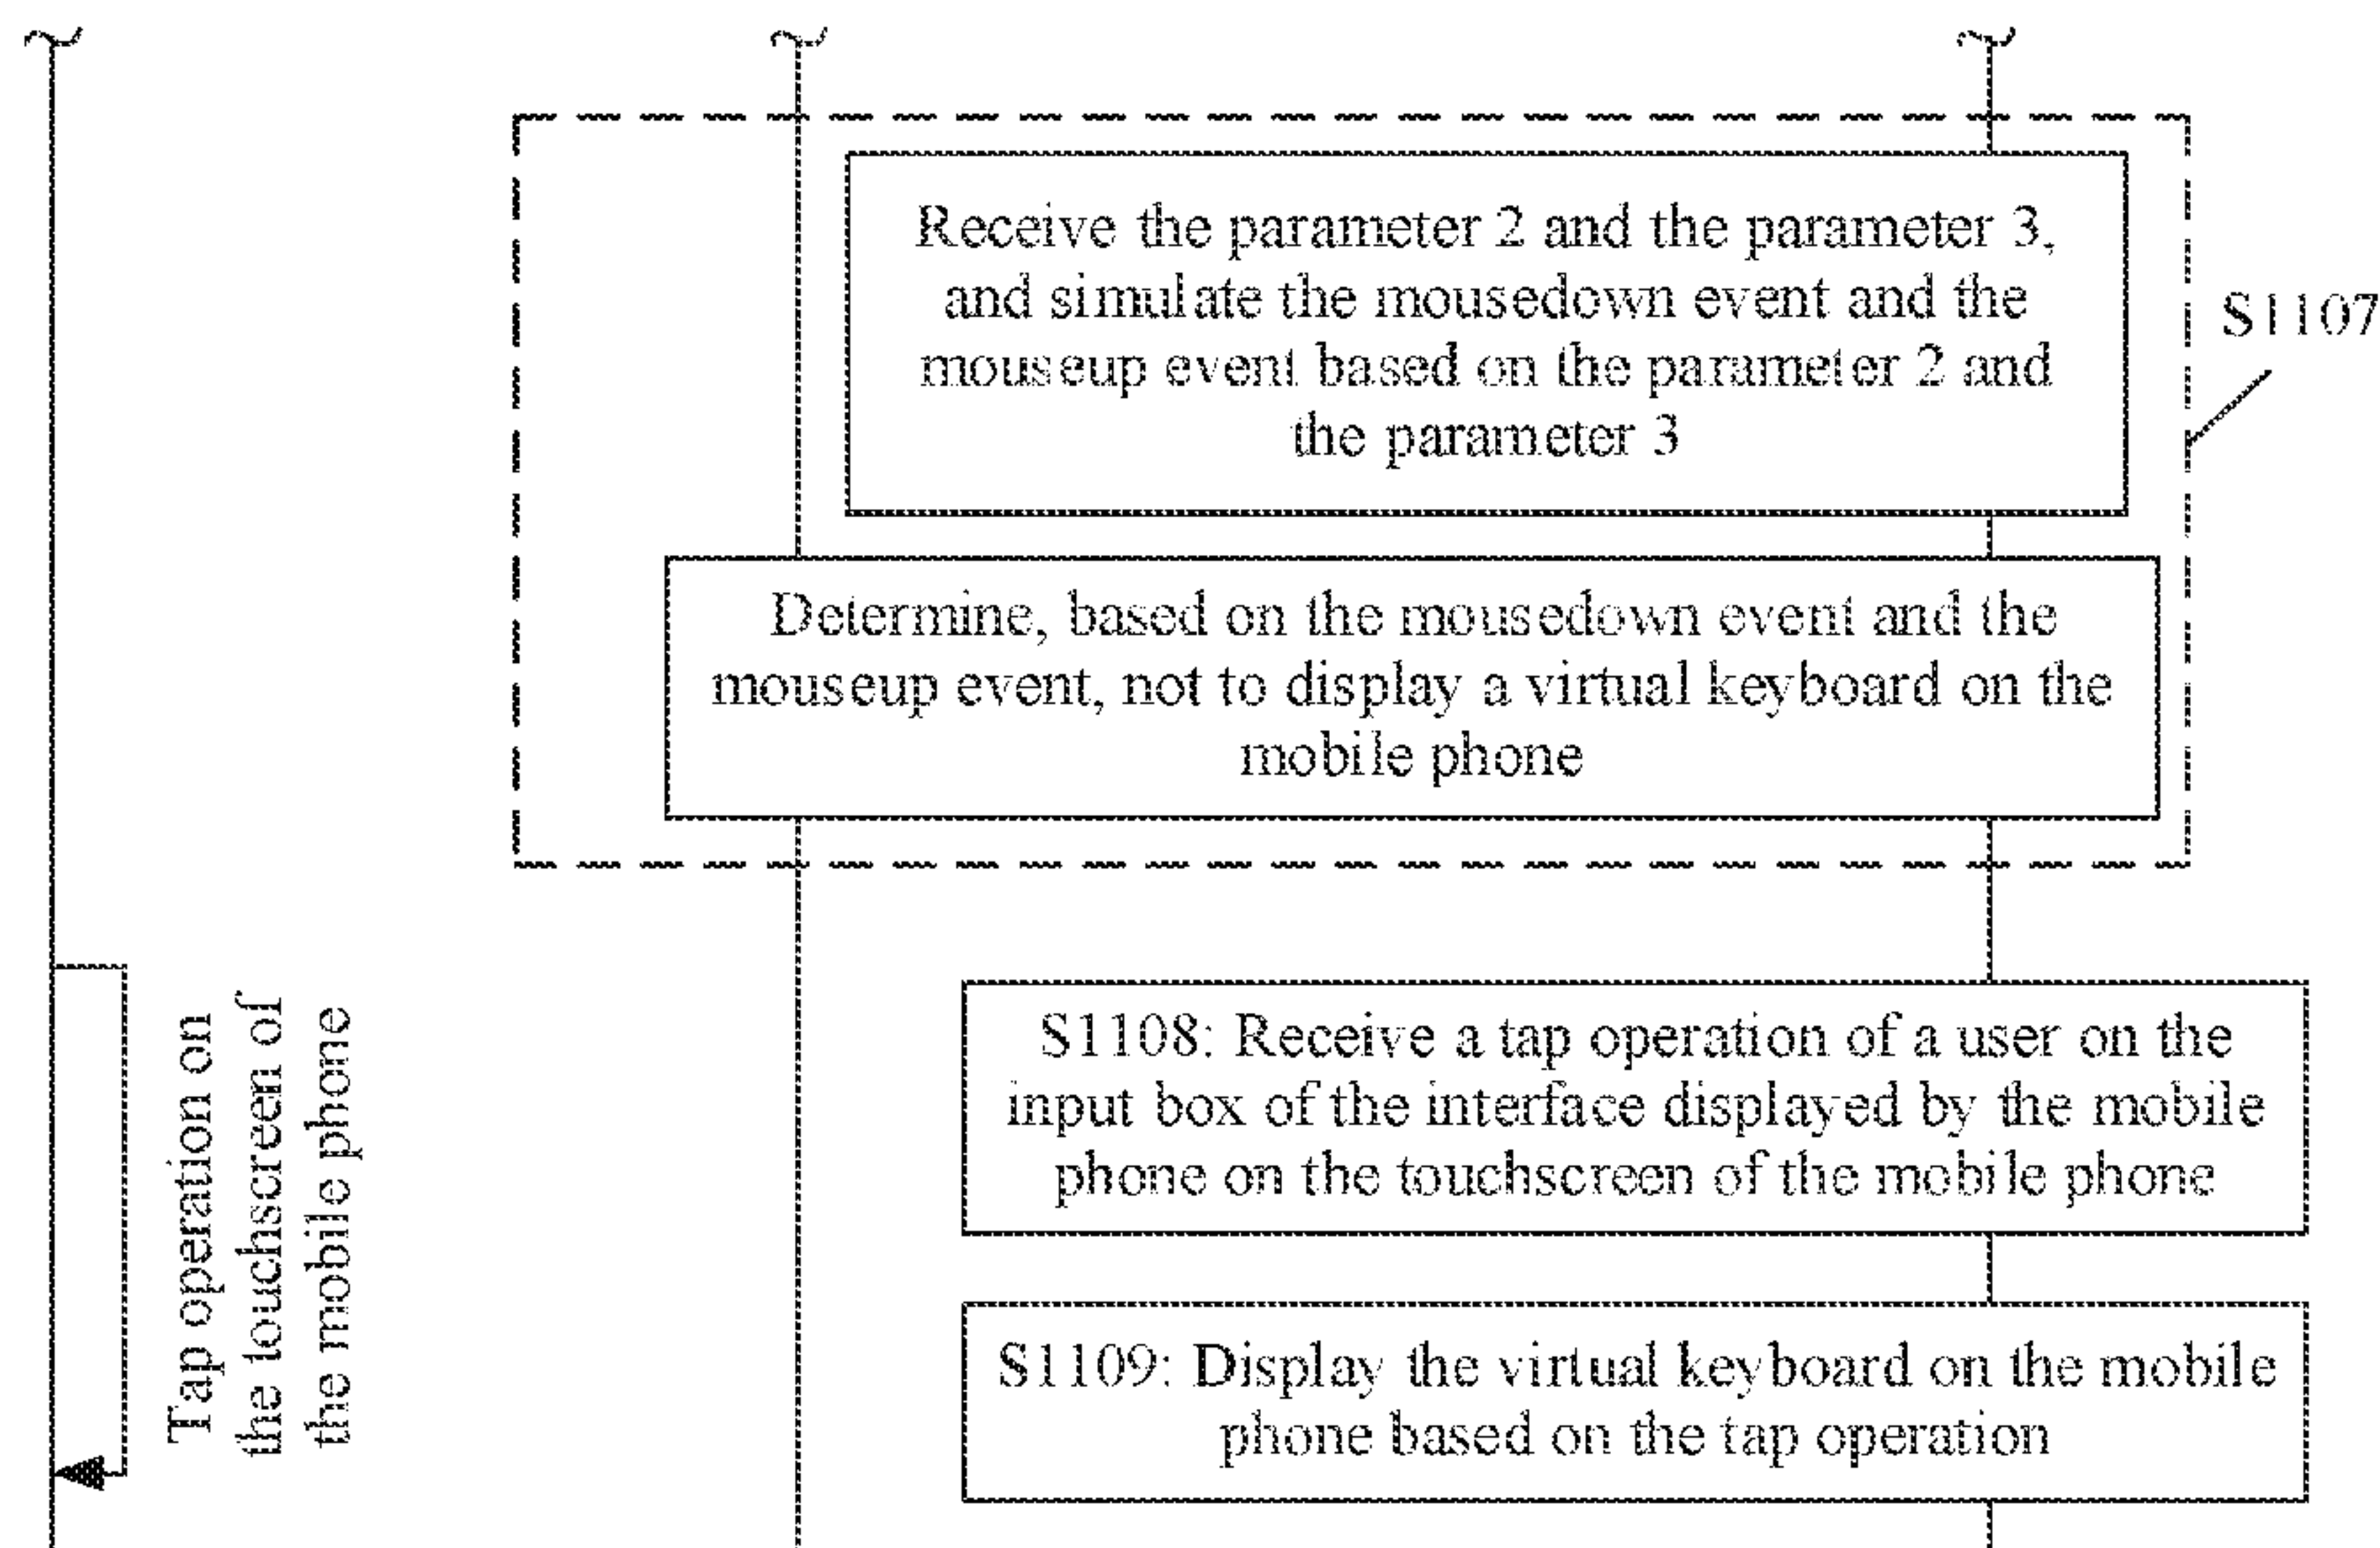 Receive the parameter 2 and the parameter 3,
and simulate the mousedown event and the
mouseup event based on the parameter 2 and
the parameter 3
S1107
Determine, based on the mousedown event and the
mouseup event, not to display a virtual keyboard on the
mobile phone
Tap operation on
the touchscreen of
the mobile phone
S1108: Receive a tap operation of a user on the
input box of the interface displayed by the mobile
phone on the touchscreen of the mobile phone
S1109: Display the virtual keyboard on the mobile
phone based on the tap operation